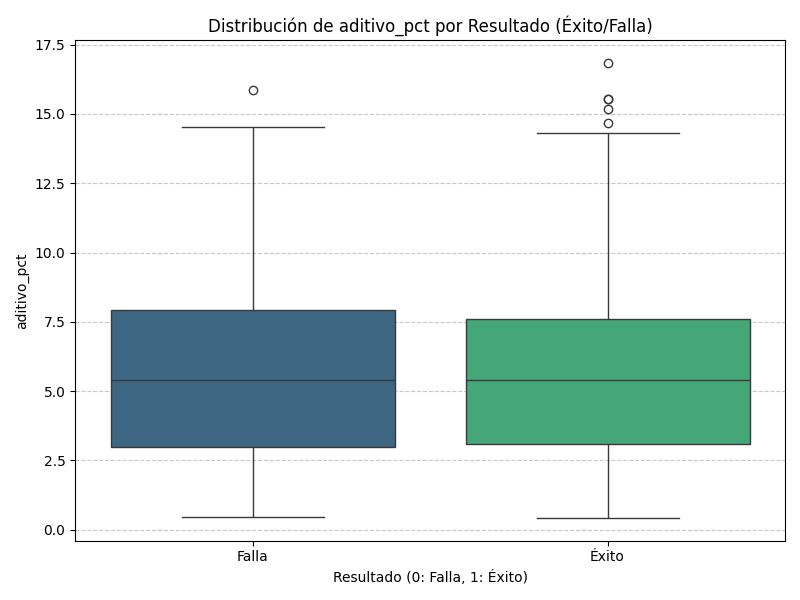 Distribución de aditivo_pct por Resultado (Éxito/Falla)
17.5
15.0
12.5
10.0
7.5
5.0
2.5
0.0
aditivo_pct
Falla
Éxito
Resultado (0: Falla, 1: Éxito)